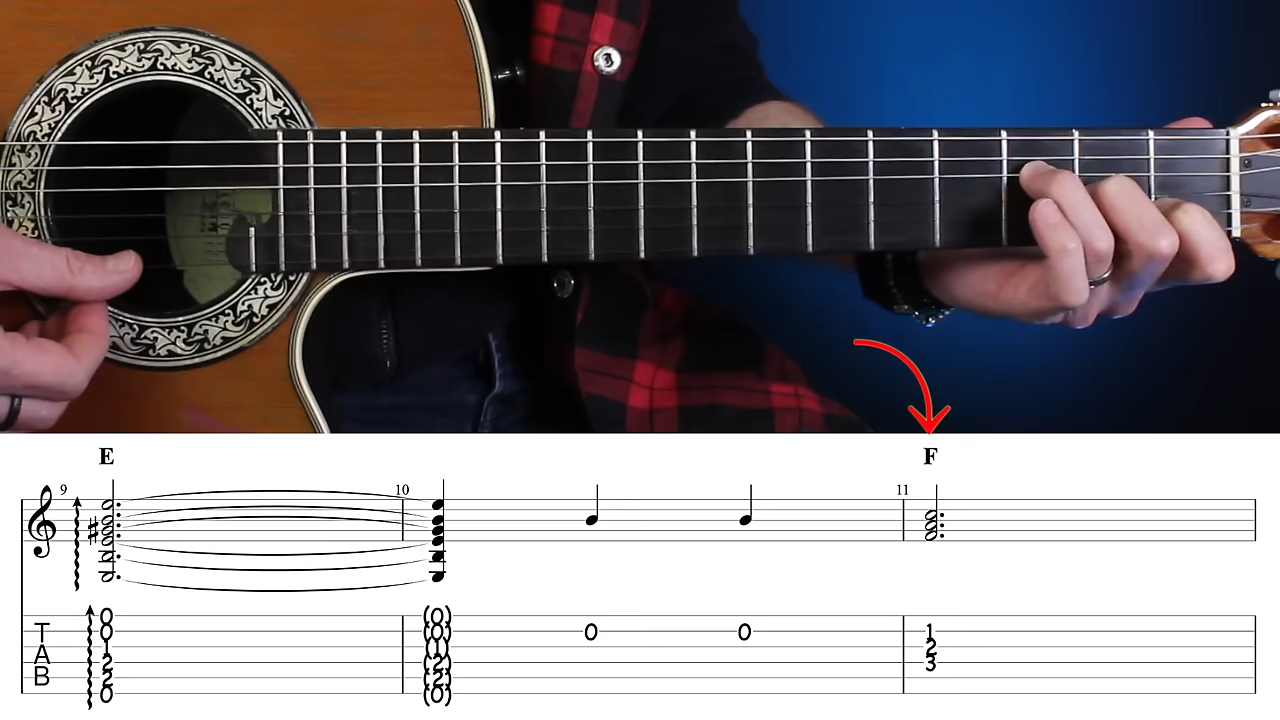 E F
9 10 11
T
A
B
0 (0)
0 (0) 0 0 1
1 (1) 2
2 (2) 3
2 (2)
0 (0)